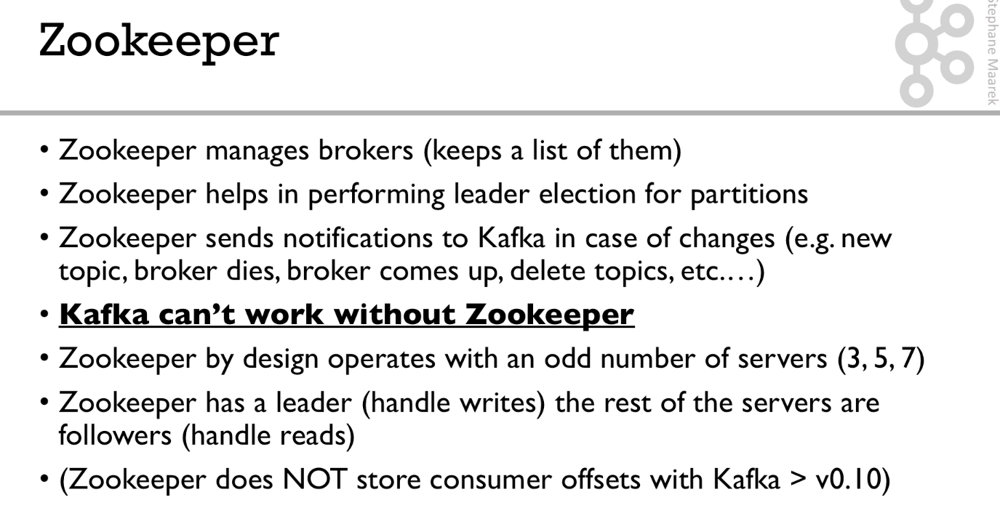 Zookeeper
Stephane Maarek
• Zookeeper manages brokers (keeps a list of them)
• Zookeeper helps in performing leader election for partitions
• Zookeeper sends notifications to Kafka in case of changes (e.g. new
topic, broker dies, broker comes up, delete topics, etc.…)
• Kafka can’t work without Zookeeper
• Zookeeper by design operates with an odd number of servers (3, 5, 7)
• Zookeeper has a leader (handle writes) the rest of the servers are
followers (handle reads)
• (Zookeeper does NOT store consumer offsets with Kafka > v0.10)